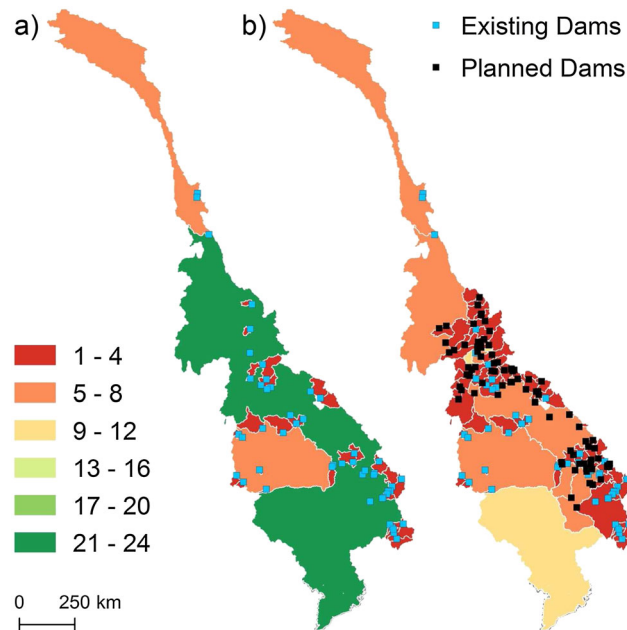 a)
b)
Existing Dams
Planned Dams
1 - 4
5 - 8
9 - 12
13 - 16
17 - 20
21 - 24
0 250 km